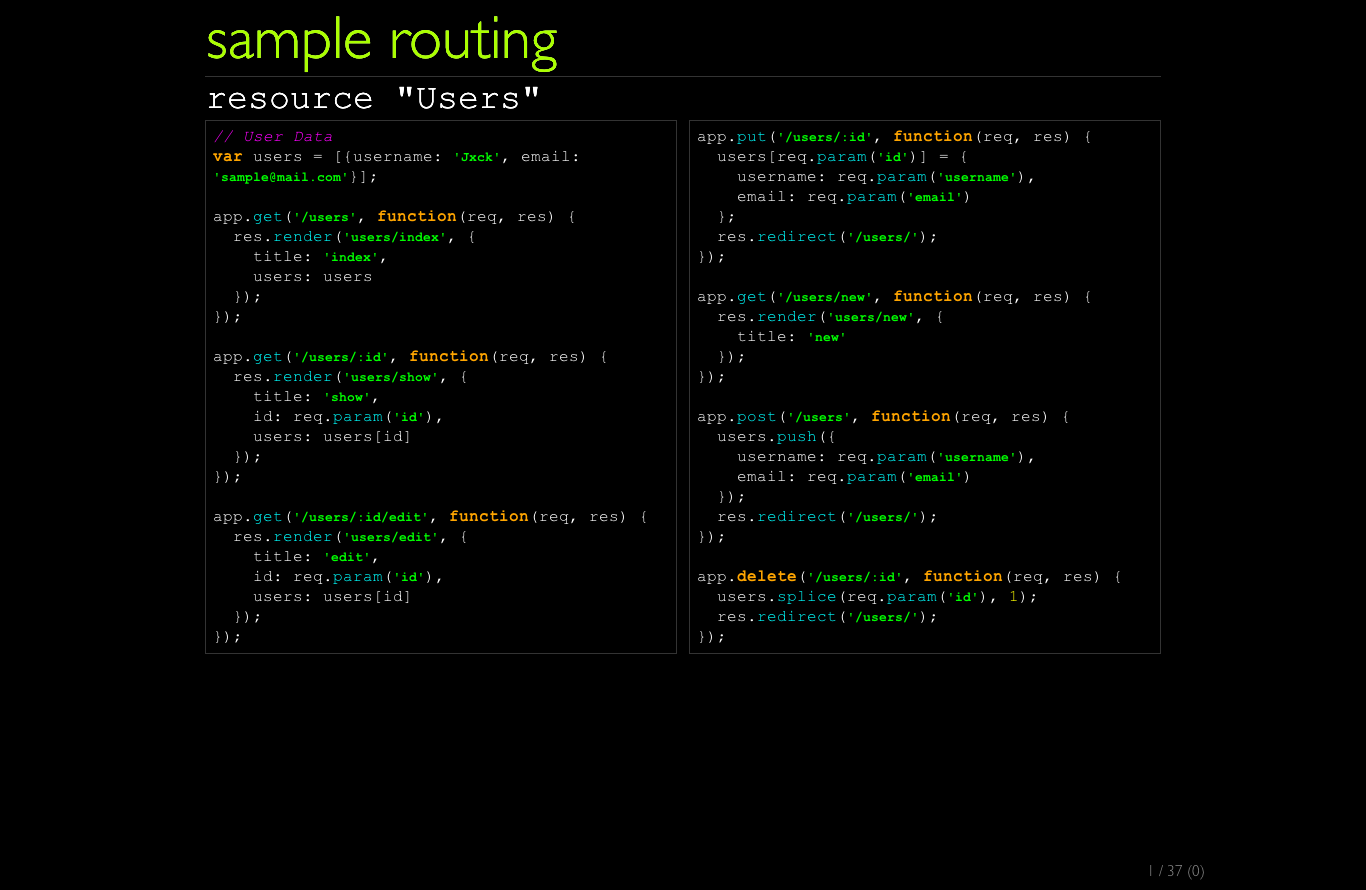 sample routing
resource "Users"
// User Data
var users = [{username: 'Jxck', email:
'sample@mail.com'}];
app.get('/users', function(req, res) {
  res.render('users/index', {
    title: 'index',
    users: users
  });
});
app.get('/users/:id', function(req, res) {
  res.render('users/show', {
    title: 'show',
    id: req.param('id'),
    users: users[id]
  });
});
app.get('/users/:id/edit', function(req, res) {
  res.render('users/edit', {
    title: 'edit',
    id: req.param('id'),
    users: users[id]
  });
});
app.put('/users/:id', function(req, res) {
  users[req.param('id')] = {
    username: req.param('username'),
    email: req.param('email')
  };
  res.redirect('/users/');
});
app.get('/users/new', function(req, res) {
  res.render('users/new', {
    title: 'new'
  });
});
app.post('/users', function(req, res) {
  users.push({
    username: req.param('username'),
    email: req.param('email')
  });
  res.redirect('/users/');
});
app.delete('/users/:id', function(req, res) {
  users.splice(req.param('id'), 1);
  res.redirect('/users/');
});
1 / 37 (0)